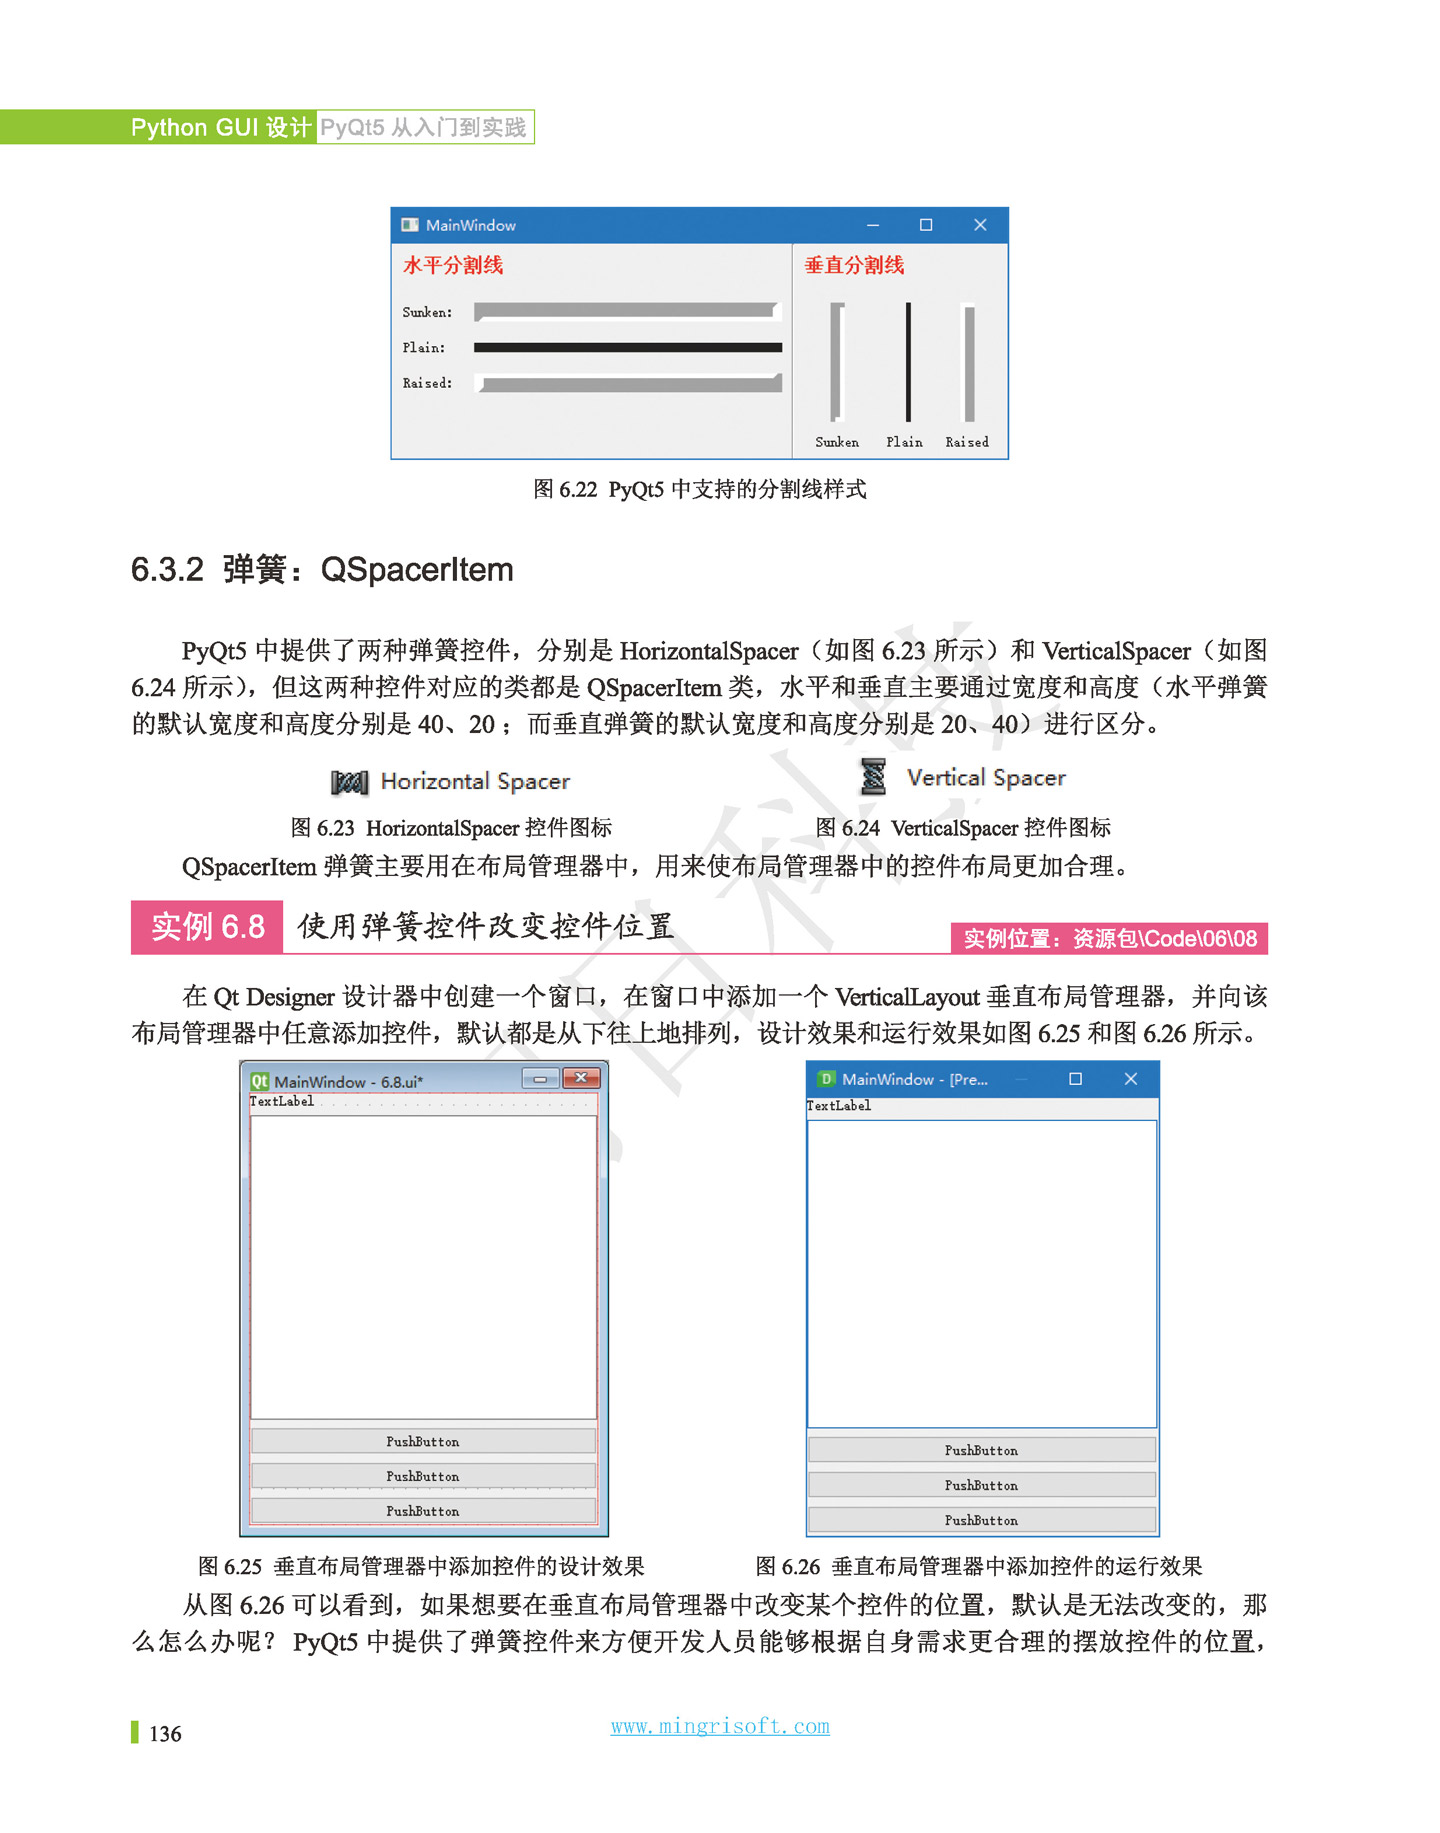 Python GUI 设计 PyQt5 从入门到实践
MainWindow
水平分割线
Sunken:
Plain:
Raised:
垂直分割线
Sunken Plain Raised
图 6.22 PyQt5 中支持的分割线样式
6.3.2 弹簧：QSpacerItem
PyQt5 中提供了两种弹簧控件，分别是 HorizontalSpacer（如图 6.23 所示）和 VerticalSpacer（如图
6.24 所示），但这两种控件对应的类都是 QSpacerItem 类，水平和垂直主要通过宽度和高度（水平弹簧
的默认宽度和高度分别是 40、20；而垂直弹簧的默认宽度和高度分别是 20、40）进行区分。
Horizontal Spacer
Vertical Spacer
图 6.23 HorizontalSpacer 控件图标
图 6.24 VerticalSpacer 控件图标
QSpacerItem 弹簧主要用在布局管理器中，用来使布局管理器中的控件布局更加合理。
实例 6.8 使用弹簧控件改变控件位置
实例位置：资源包\Code\06\08
在 Qt Designer 设计器中创建一个窗口，在窗口中添加一个 VerticalLayout 垂直布局管理器，并向该
布局管理器中任意添加控件，默认都是从下往上地排列，设计效果和运行效果如图 6.25 和图 6.26 所示。
Qt MainWindow - 6.8.ui*
TextLabel
PushButton
PushButton
PushButton
D MainWindow - [Pre...
TextLabel
PushButton
PushButton
PushButton
图 6.25 垂直布局管理器中添加控件的设计效果
图 6.26 垂直布局管理器中添加控件的运行效果
从图 6.26 可以看到，如果想要在垂直布局管理器中改变某个控件的位置，默认是无法改变的，那
么怎么办呢？ PyQt5 中提供了弹簧控件来方便开发人员能够根据自身需求更合理的摆放控件的位置，
136
www.mingrisoft.com